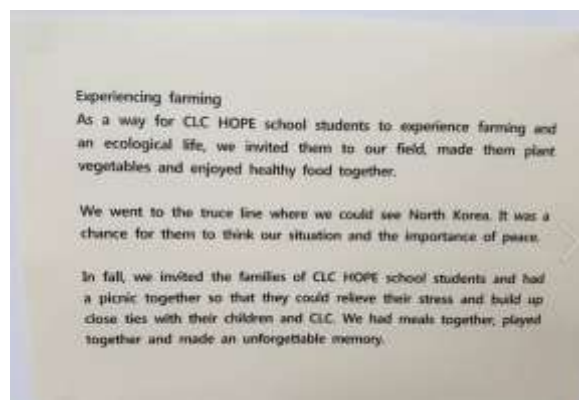 Experiencing farming
As a way for CLC HOPE school students to experience farming and
an ecological life, we invited them to our field, made them plant
vegetables and enjoyed healthy food together.
We went to the truce line where we could see North Korea. It was a
chance for them to think our situation and the importance of peace.
In fall, we invited the families of CLC HOPE school students and had
a picnic together so that they could relieve their stress and build up
close ties with their children and CLC. We had meals together, played
together and made an unforgettable memory.